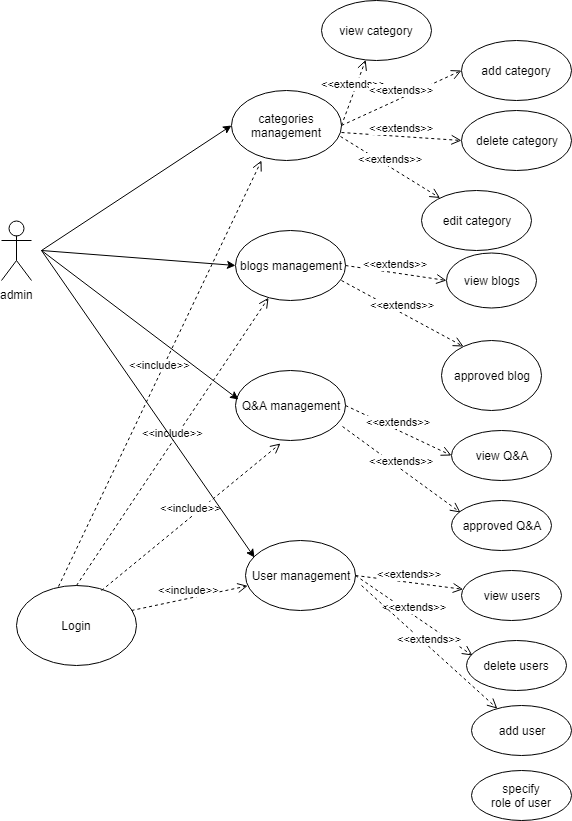 view category
<<extends>>
add category
<<extends>>
categories
management
<<extends>>
delete category
<<extends>>
edit category
admin
blogs management
<<extends>>
view blogs
<<extends>>
<<include>>
approved blog
Q&A management
<<extends>>
<<include>>
view Q&A
<<extends>>
<<include>>
approved Q&A
User management
<<extends>>
<<include>>
view users
<<extends>>
Login
<<extends>>
delete users
add user
specify
role of user